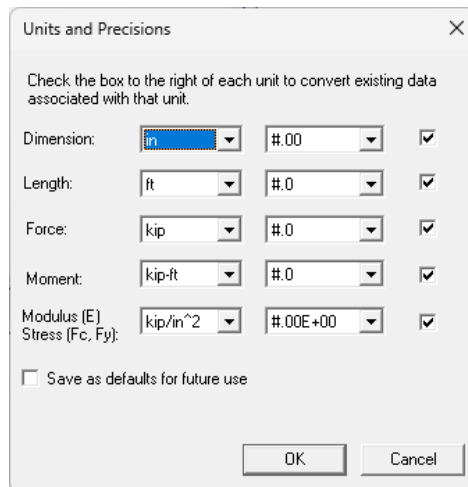 Units and Precisions
Check the box to the right of each unit to convert existing data
associated with that unit.
Dimension: in #.00
Length: ft #.0
Force: kip #.0
Moment: kip-ft #.0
Modulus (E)
Stress (Fc, Fy): kip/in^2 #.00E+00
Save as defaults for future use
OK Cancel